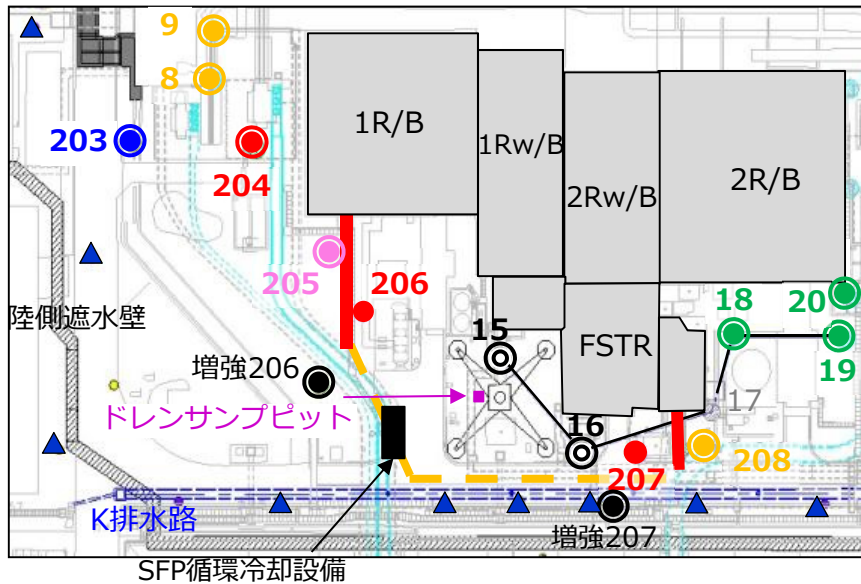 9
8
203
204
1R/B
1Rw/B
2Rw/B
2R/B
205
206
陸側遮水壁
増強206
15
18
20
19
FSTR
ドレンサンプピット
17
16
207
208
K排水路
増強207
SFP循環冷却設備